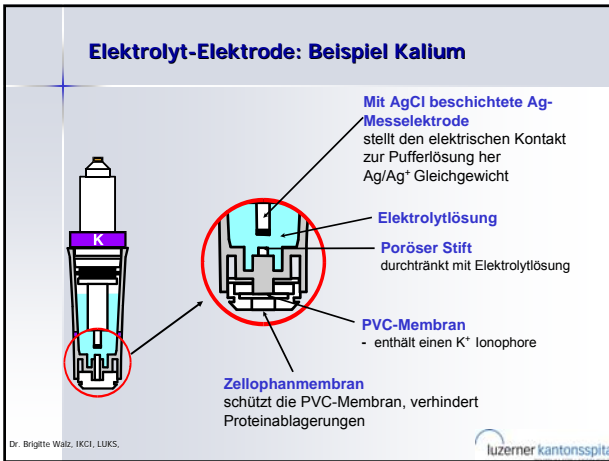 Elektrolyt-Elektrode: Beispiel Kalium
Mit AgCl beschichtete Ag-
Messelektrode
stellt den elektrischen Kontakt
zur Pufferlösung her
Ag/Ag⁺ Gleichgewicht
Elektrolytlösung
Poröser Stift
durchtränkt mit Elektrolytlösung
K
PVC-Membran
- enthält einen K⁺ Ionophore
Zellophanmembran
schützt die PVC-Membran, verhindert
Proteinablagerungen
Dr. Brigitte Walz, IKCI, LUKS,
luzerner kantonsspita